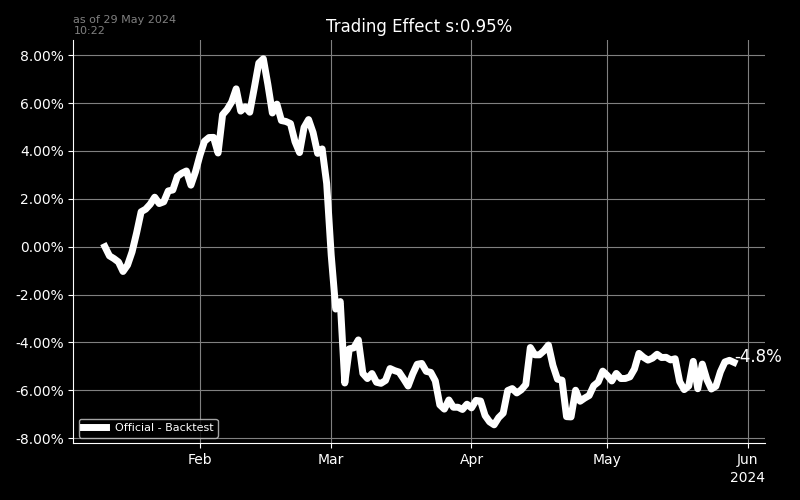 as of 29 May 2024
10:22
Trading Effect s:0.95%
8.00%
6.00%
4.00%
2.00%
0.00%
-2.00%
-4.00%
-6.00%
-8.00%
-4.8%
Official - Backtest
Feb
Mar
Apr
May
Jun
2024